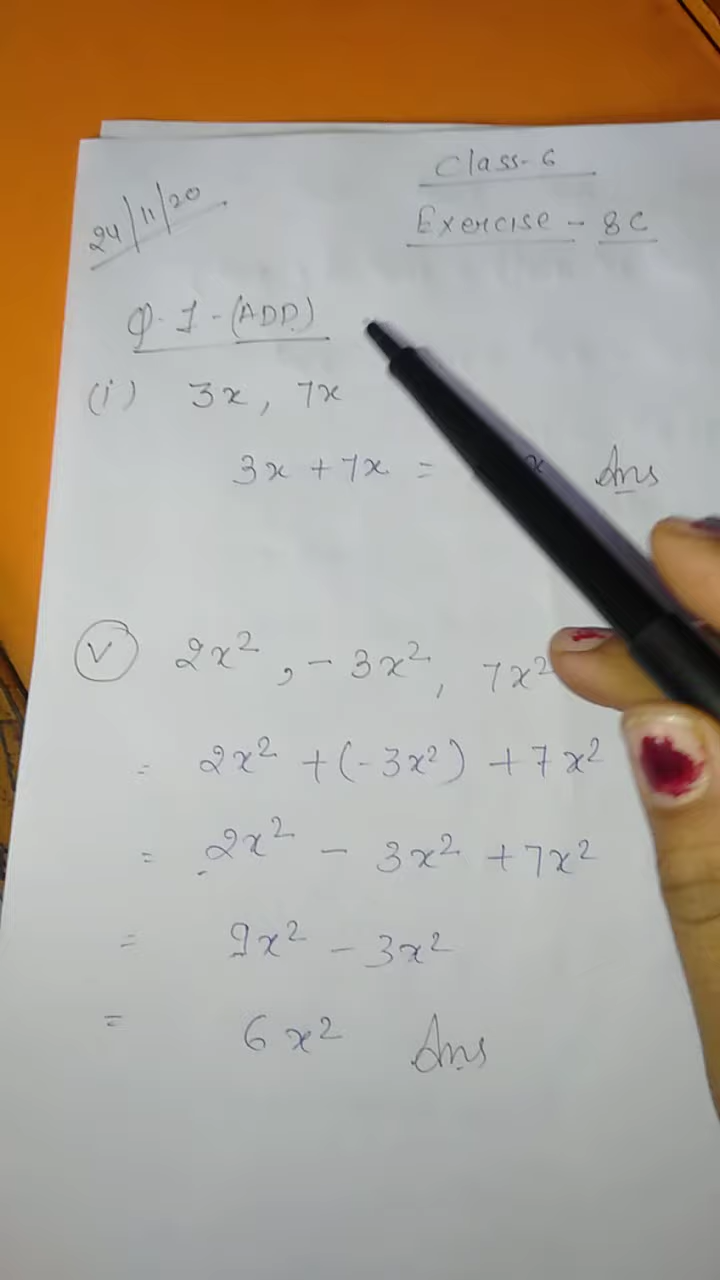 24/11/20
Class-6
Exercise - 8C
Q.1-(ADD)
(i) 3x, 7x
3x + 7x = x Ans
(v) 2x², -3x², 7x²
= 2x² + (-3x²) + 7x²
= 2x² - 3x² + 7x²
= 9x² - 3x²
= 6x² Ans